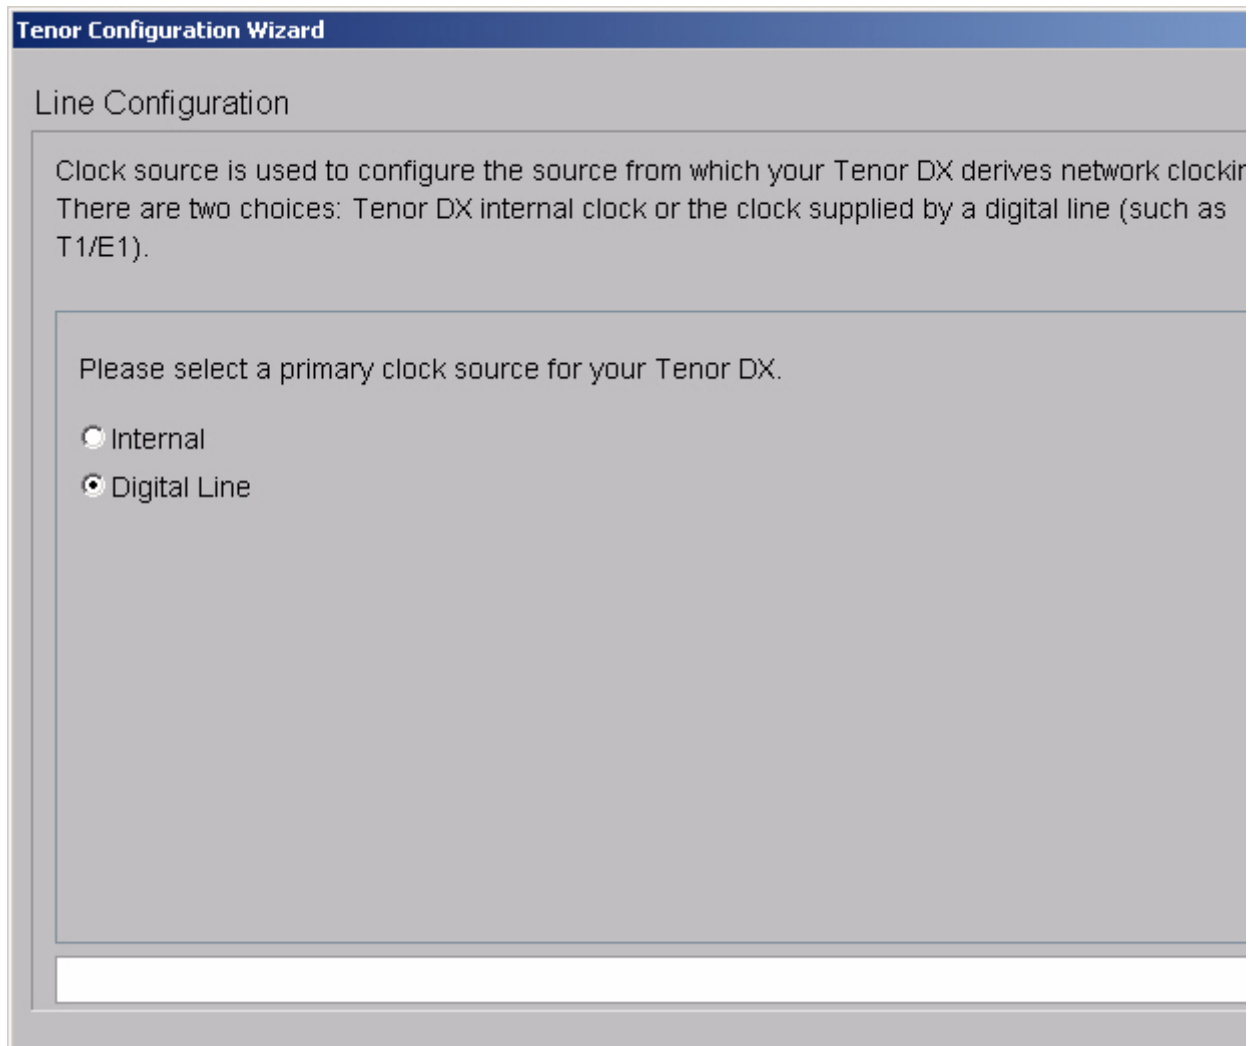 Tenor Configuration Wizard
Line Configuration
Clock source is used to configure the source from which your Tenor DX derives network
There are two choices: Tenor DX internal clock or the clock supplied by a digital line (such as
T1/E1).
Please select a primary clock source for your Tenor DX.
Internal
Digital Line